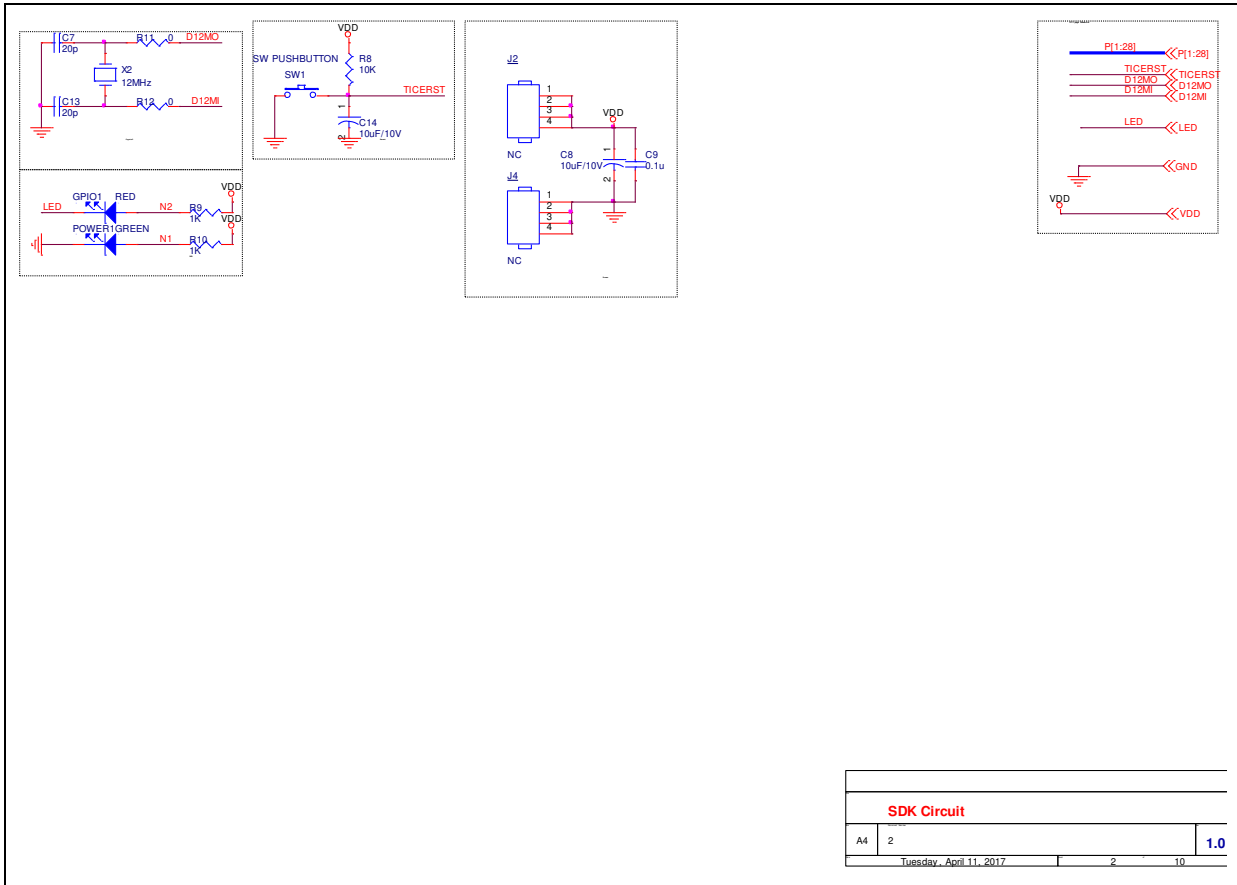 C7
20p
R11 0 D12MO
X2
12MHz
C13
20p
R12 0 D12MI
VDD
SW PUSHBUTTON
SW1
R8
10K
TICERST
1
C14
10uF/10V
2
J2
1
2
3
4
NC
VDD
1
C8
10uF/10V
2
C9
0.1u
J4
1
2
3
4
NC
GPIO1 RED
LED
N2
R9
1K
VDD
POWER1GREEN
N1
R10
1K
VDD
P[1:28] P[1:28]
TICERST TICERST
D12MO D12MO
D12MI D12MI
LED LED
GND
VDD
VDD
SDK Circuit
A4 2 1.0
Tuesday, April 11, 2017 2 10